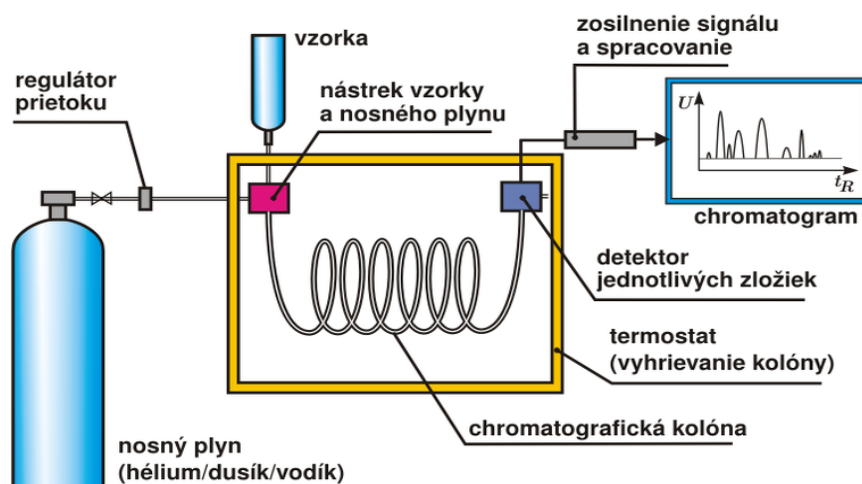 zosilnenie signálu
a spracovanie
vzorka
regulátor
prietoku
nástrek vzorky
a nosného plynu
U
t_R
chromatogram
detektor
jednotlivých zložiek
termostat
(vyhrievanie kolóny)
chromatografická kolóna
nosný plyn
(hélium/dusík/vodík)